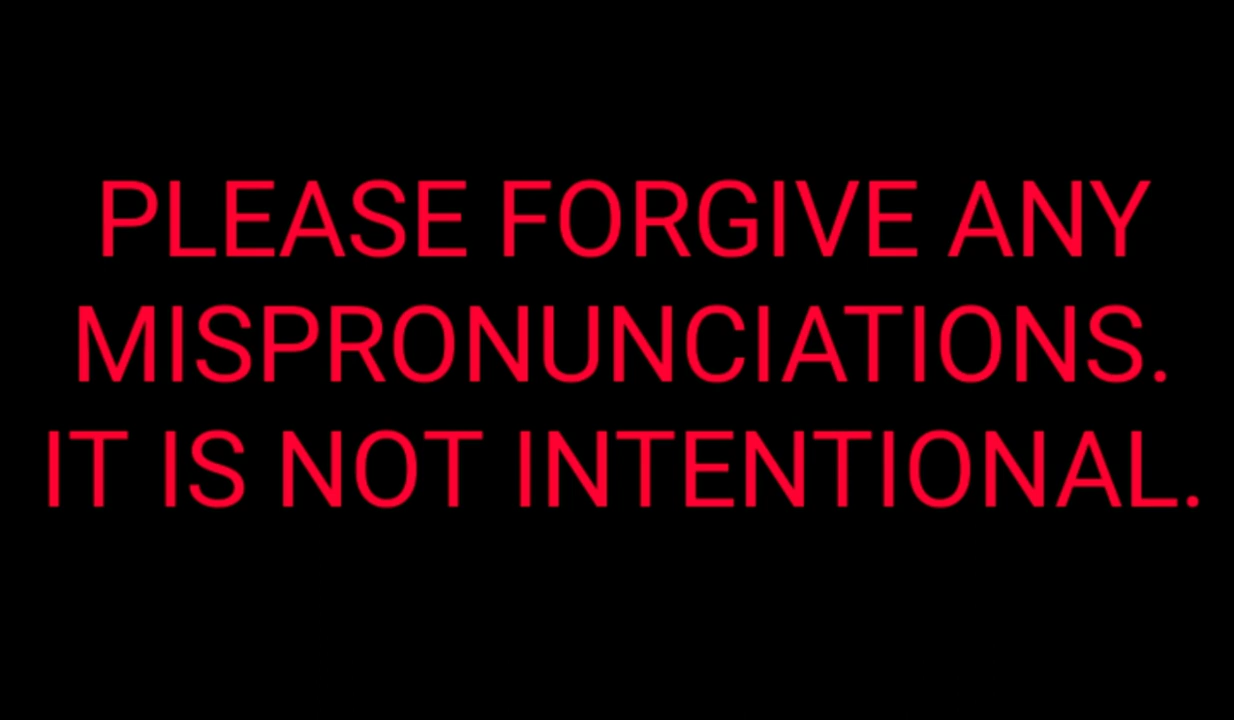 PLEASE FORGIVE ANY
MISPRONUNCIATIONS.
IT IS NOT INTENTIONAL.